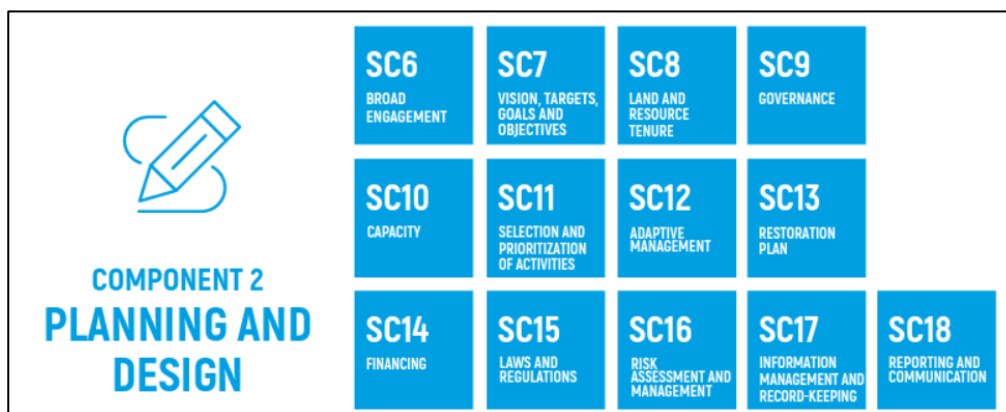 COMPONENT 2
PLANNING AND
DESIGN
SC6
BROAD
ENGAGEMENT
SC7
VISION, TARGETS,
GOALS AND
OBJECTIVES
SC8
LAND AND
RESOURCE
TENURE
SC9
GOVERNANCE
SC10
CAPACITY
SC11
SELECTION AND
PRIORITIZATION
OF ACTIVITIES
SC12
ADAPTIVE
MANAGEMENT
SC13
RESTORATION
PLAN
SC14
FINANCING
SC15
LAWS AND
REGULATIONS
SC16
RISK
ASSESSMENT AND
MANAGEMENT
SC17
INFORMATION
MANAGEMENT AND
RECORD-KEEPING
SC18
REPORTING AND
COMMUNICATION